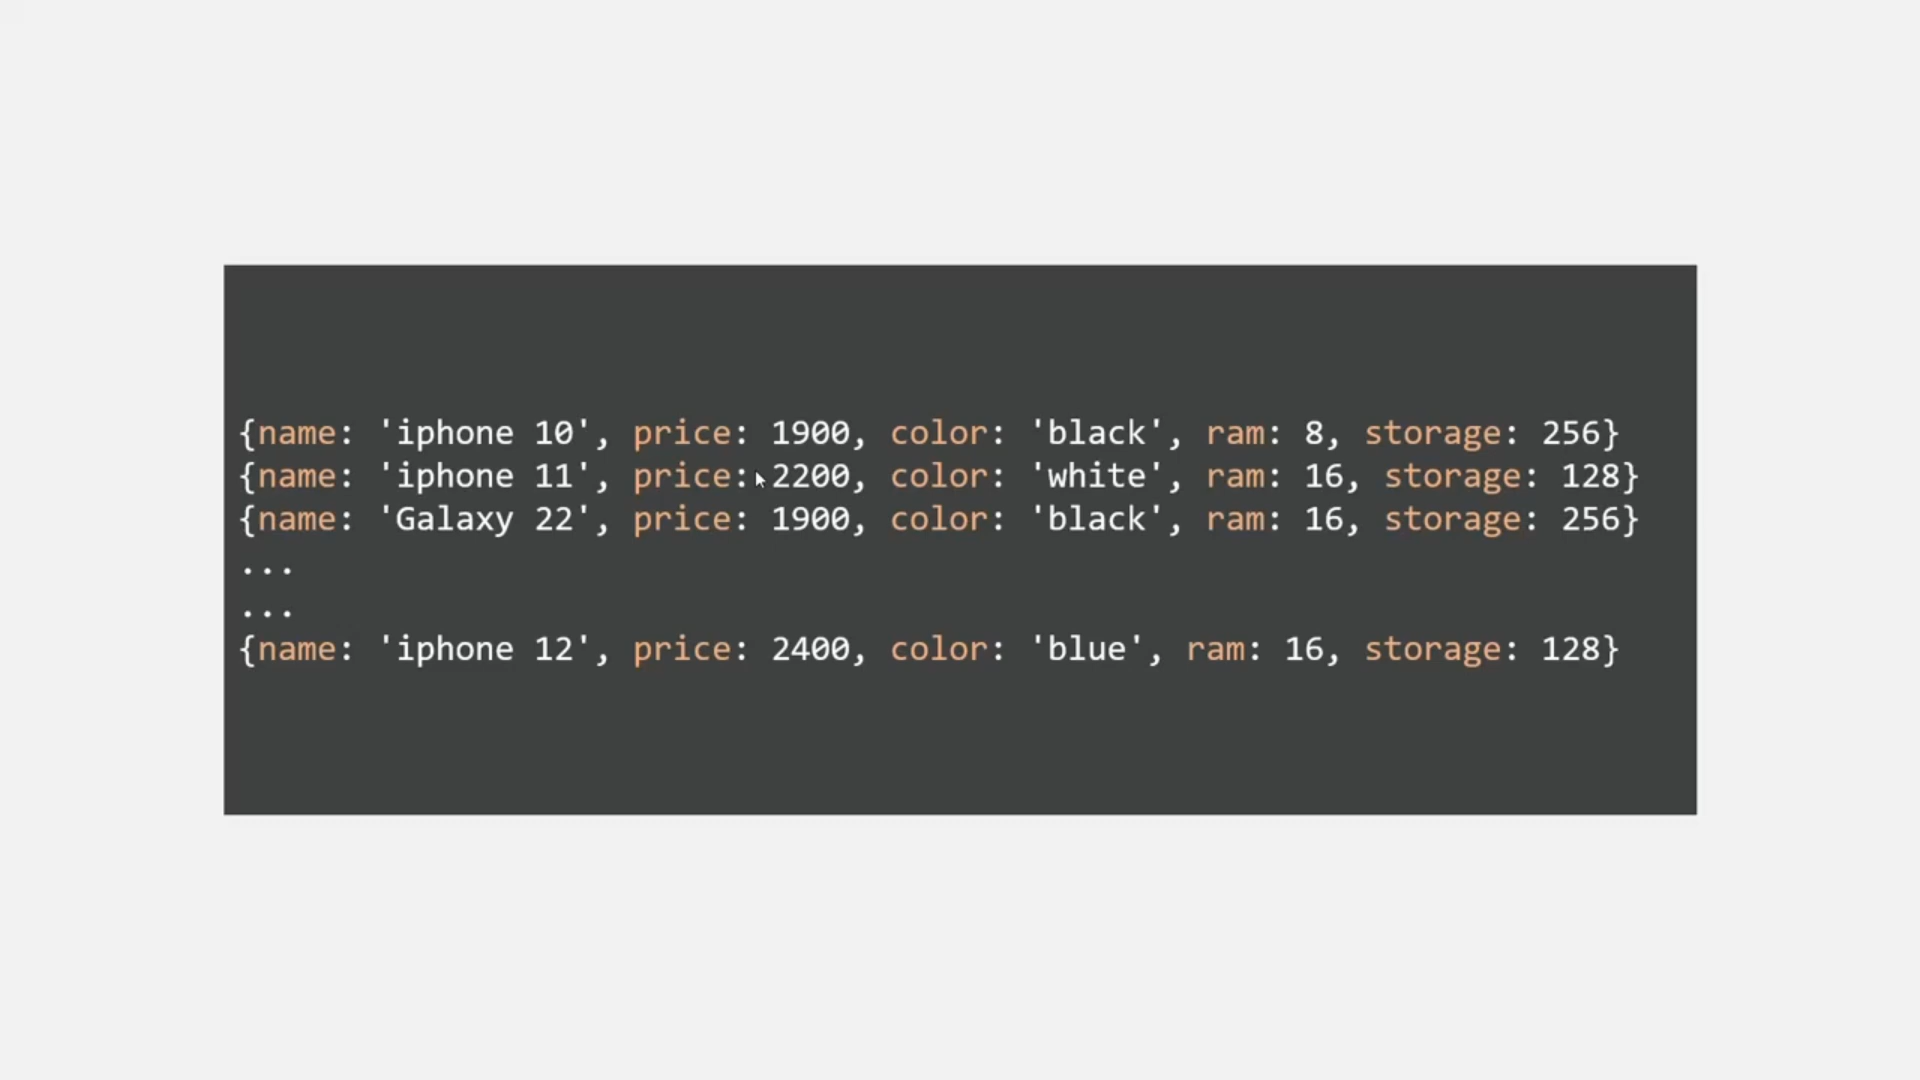 {name: 'iphone 10', price: 1900, color: 'black', ram: 8, storage: 256}
{name: 'iphone 11', price: 2200, color: 'white', ram: 16, storage: 128}
{name: 'Galaxy 22', price: 1900, color: 'black', ram: 16, storage: 256}
...
...
{name: 'iphone 12', price: 2400, color: 'blue', ram: 16, storage: 128}